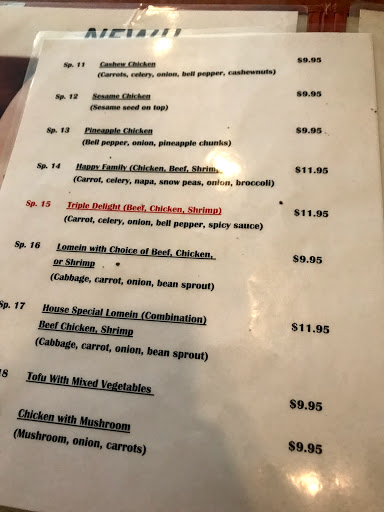 Sp. 11 Cashew Chicken $9.95
(Carrots, celery, onion, bell pepper, cashewnuts)
Sp. 12 Sesame Chicken $9.95
(Sesame seed on top)
Sp. 13 Pineapple Chicken $9.95
(Bell pepper, onion, pineapple chunks)
Sp. 14 Happy Family (Chicken, Beef, Shrimp $11.95
(Carrot, celery, napa, snow peas, onion, broccoli)
Sp. 15 Triple Delight (Beef, Chicken, Shrimp) $11.95
(Carrot, celery, onion, bell pepper, spicy sauce)
Sp. 16 Lomein with Choice of Beef, Chicken, $9.95
or Shrimp
(Cabbage, carrot, onion, bean sprout)
Sp. 17 House Special Lomein (Combination) $11.95
Beef Chicken, Shrimp
(Cabbage, carrot, onion, bean sprout)
18 Tofu With Mixed Vegetables $9.95
Chicken with Mushroom $9.95
(Mushroom, onion, carrots)